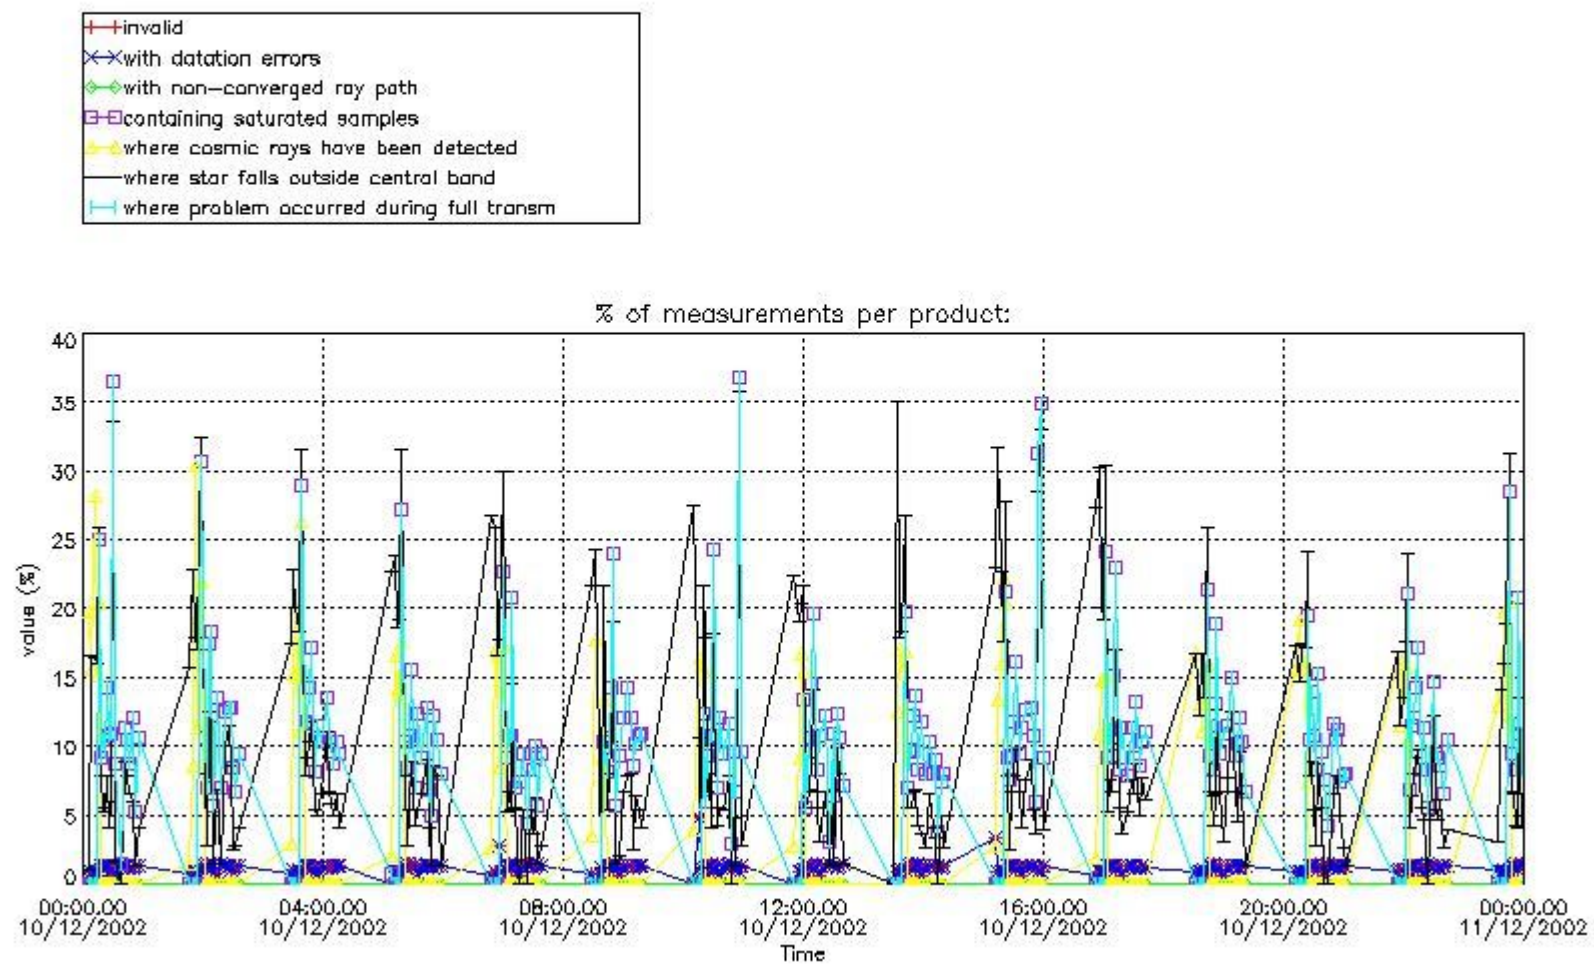 invalid
with datation errors
with non-converged ray path
containing saturated samples
where cosmic rays have been detected
where star falls outside central band
where problem occurred during full transm
% of measurements per product:
40
35
30
25
20
15
10
5
0
value (%)
00:00:00 04:00:00 08:00:00 12:00:00 16:00:00 20:00:00 00:00:00
10/12/2002 10/12/2002 10/12/2002 10/12/2002 10/12/2002 10/12/2002 11/12/2002
Time